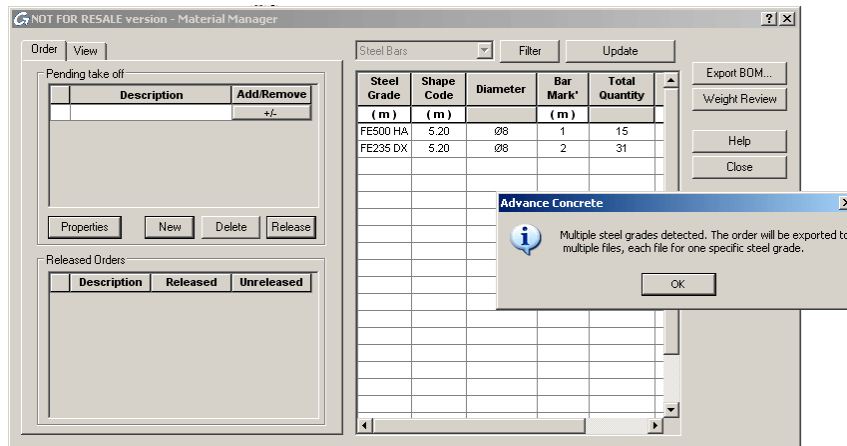 NOT FOR RESALE version - Material Manager
Order
View
Pending take off
Description
Add/Remove
+/-
Properties
New
Delete
Release
Released Orders
Description
Released
Unreleased
Steel Bars
Filter
Update
Steel Grade
Shape Code
Diameter
Bar Mark'
Total Quantity
( m )
( m )
( m )
FE500 HA
5.20
Ø8
1
15
FE235 DX
5.20
Ø8
2
31
Export BOM...
Weight Review
Help
Close
Advance Concrete
Multiple steel grades detected. The order will be exported to
multiple files, each file for one specific steel grade.
OK